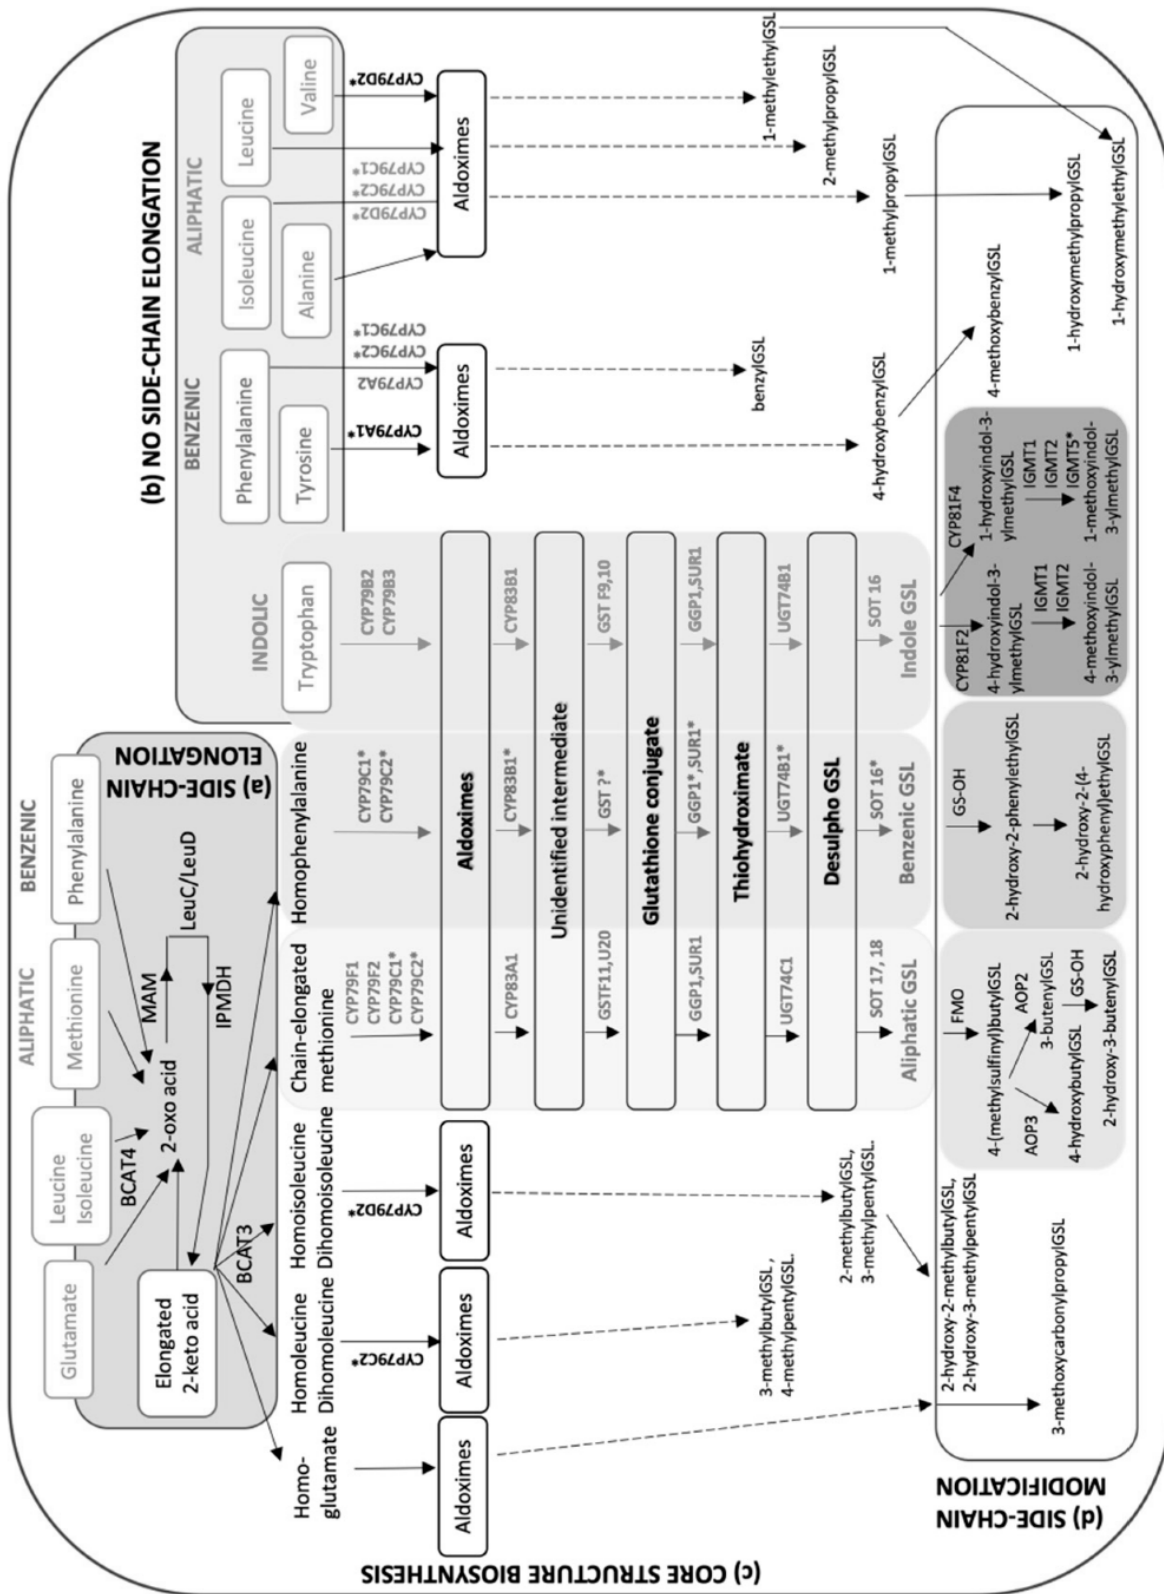 ALIPHATIC
BENZENIC
Glutamate
Leucine
Isoleucine
Methionine
Phenylalanine
(a) SIDE-CHAIN
ELONGATION
BCAT4
2-oxo acid
MAM
LeuC/LeuD
IPMDH
Elongated
2-keto acid
BCAT3
(b) NO SIDE-CHAIN ELONGATION
INDOLIC
BENZENIC
ALIPHATIC
Tryptophan
Phenylalanine
Tyrosine
Isoleucine
Leucine
Alanine
Valine
(c) CORE STRUCTURE BIOSYNTHESIS
Homo-
glutamate
Homoleucine
Dihomoleucine
Homoisoleucine
Dihomoisoleucine
Chain-elongated
methionine
Homophenylalanine
CYP79C2*
CYP79D2*
CYP79F1
CYP79F2
CYP79C1*
CYP79C2*
CYP79C1*
CYP79C2*
CYP79B2
CYP79B3
CYP79A1*
CYP79A2
CYP79C2*
CYP79C1*
CYP79D2*
CYP79C2*
CYP79C1*
CYP79D2*
Aldoximes
Aldoximes
Aldoximes
Aldoximes
Aldoximes
Aldoximes
CYP83A1
CYP83B1*
CYP83B1
Unidentified intermediate
GSTF11,U20
GST ?*
GST F9,10
Glutathione conjugate
GGP1,SUR1
GGP1*,SUR1*
GGP1,SUR1
Thiohydroximate
UGT74C1
UGT74B1*
UGT74B1
Desulpho GSL
SOT 17, 18
SOT 16*
SOT 16
Aliphatic GSL
Benzenic GSL
Indole GSL
3-methylbutylGSL ,
4-methylpentylGSL.
2-methylbutylGSL,
3-methylpentylGSL.
benzylGSL
4-hydroxybenzylGSL
1-methylethylGSL
2-methylpropylGSL
1-methylpropylGSL
(d) SIDE-CHAIN
MODIFICATION
2-hydroxy-2-methylbutylGSL,
2-hydroxy-3-methylpentylGSL
3-methoxycarbonylpropylGSL
FMO
4-(methylsulfinyl)butylGSL
AOP3
AOP2
4-hydroxybutylGSL
3-butenylGSL
GS-OH
2-hydroxy-3-butenylGSL
GS-OH
2-hydroxy-2-phenylethylGSL
2-hydroxy-2-(4-
hydroxyphenyl)ethylGSL
CYP81F2
CYP81F4
4-hydroxyindol-3-
ylmethylGSL
1-hydroxyindol-3-
ylmethylGSL
IGMT1
IGMT2
IGMT1
IGMT2
IGMT5*
4-methoxyindol-
3-ylmethylGSL
1-methoxyindol-
3-ylmethylGSL
4-methoxybenzylGSL
1-hydroxymethylpropylGSL
1-hydroxymethylethylGSL